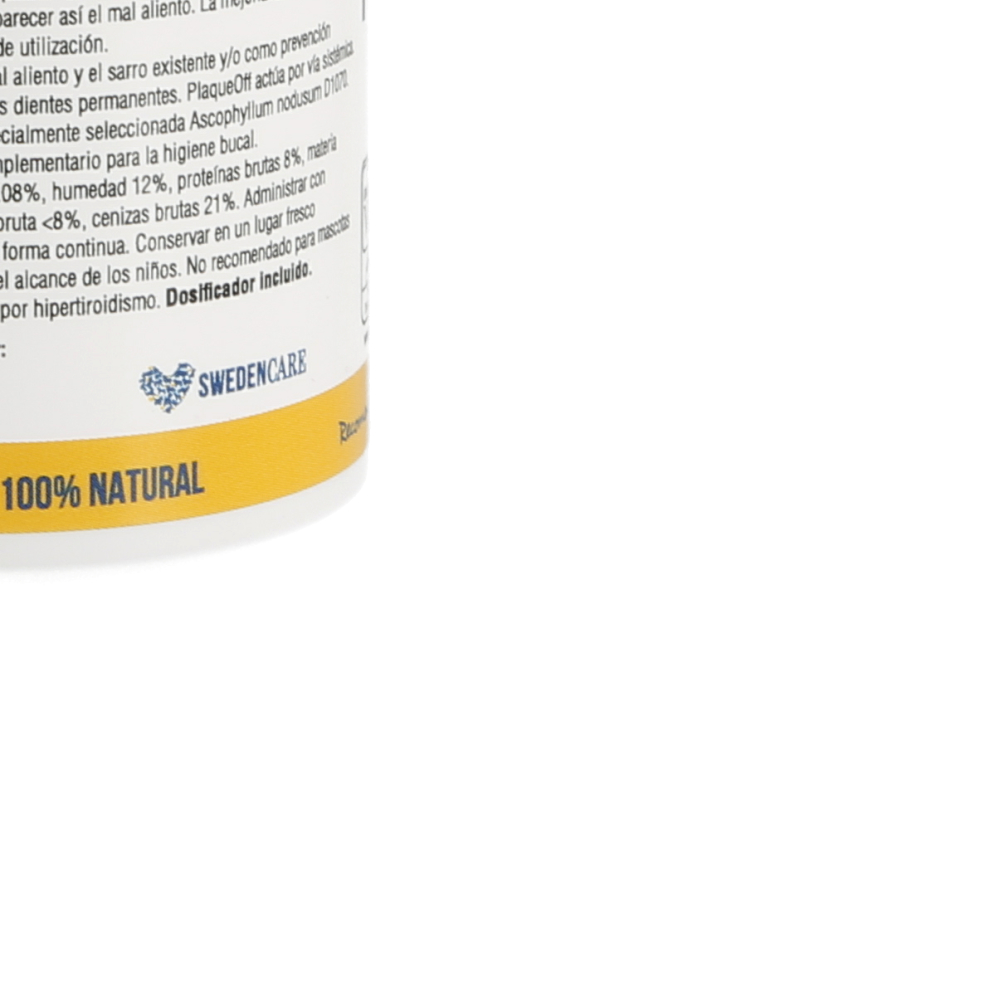 parecer así el mal aliento. La
de utilización.
al aliento y el sarro existente y/o como prevención
s dientes permanentes. PlaqueOff actúa por vía sistémica
cialmente seleccionada Ascophyllum nodusum D1070.
plementario para la higiene bucal.
08%, humedad 12%, proteínas brutas 8%, materia
bruta <8%, cenizas brutas 21%. Administrar con
forma continua. Conservar en un lugar fresco
el alcance de los niños. No recomendado para mascotas
por hipertiroidismo. Dosificador incluido.
:
SWEDENCARE
100% NATURAL